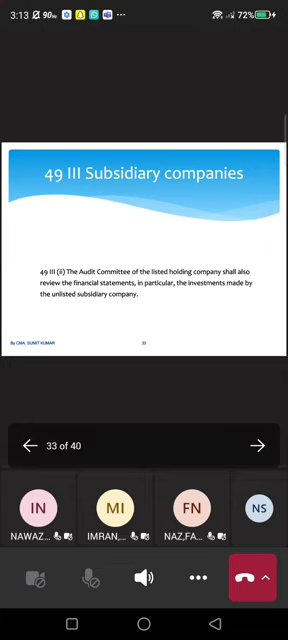 3:13 90Hz 72%
49 III Subsidiary companies
49 III (ii) The Audit Committee of the listed holding company shall also
review the financial statements, in particular, the investments made by
the unlisted subsidiary company.
By CMA. SUMIT KUMAR 33
33 of 40
IN MI FN NS
NAWAZ... IMRAN,... NAZ,FA...